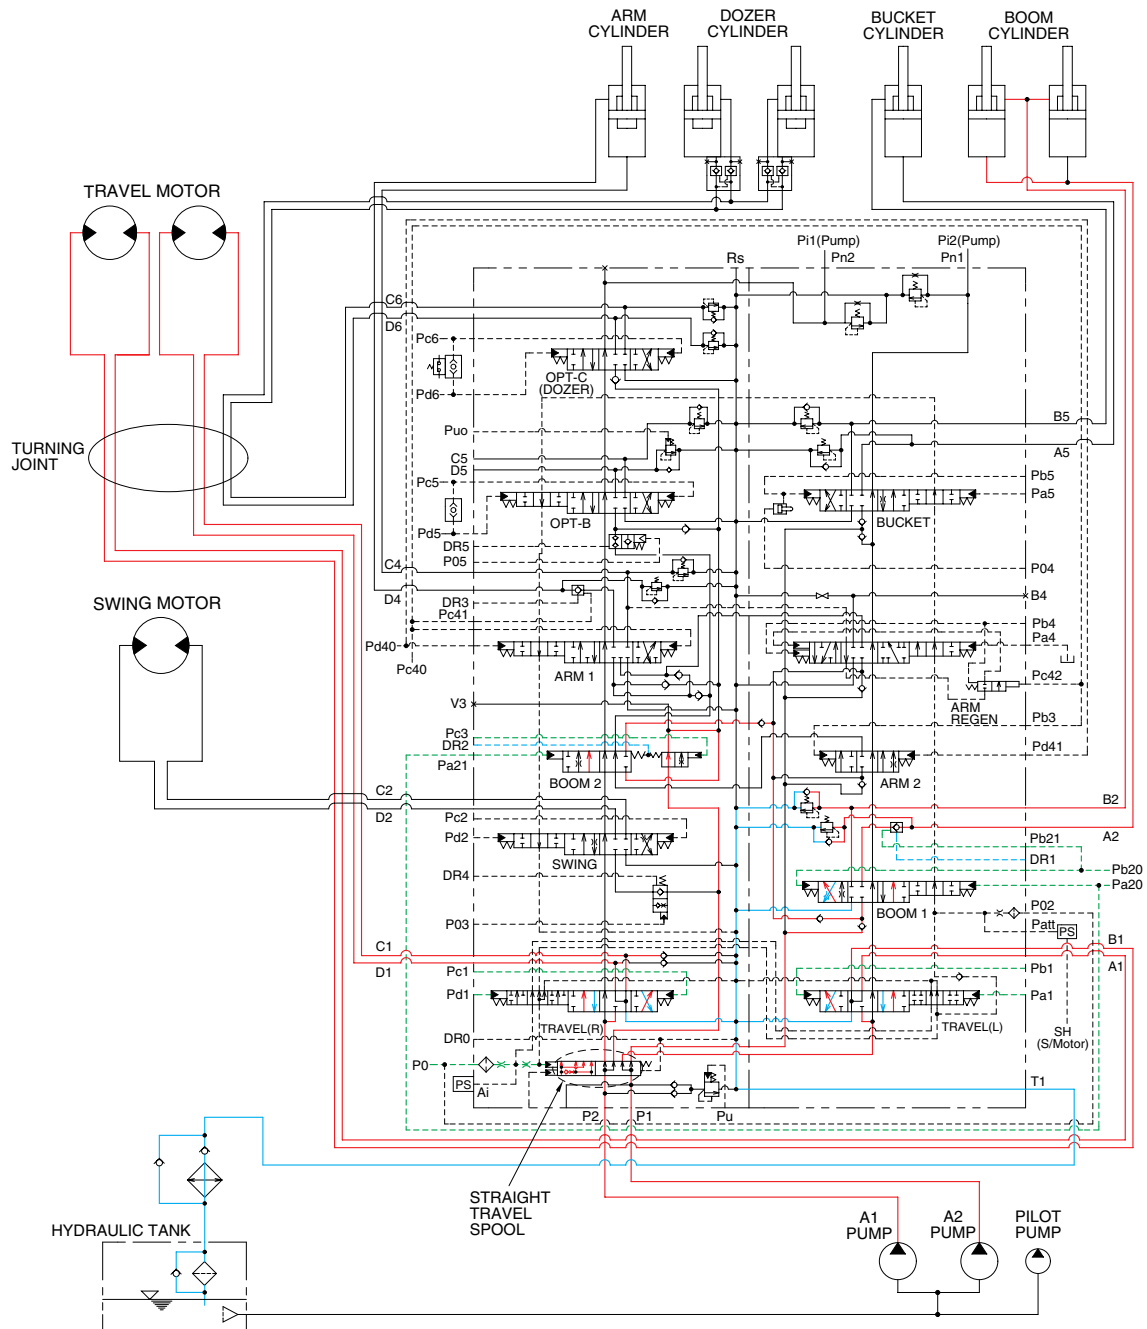 ARM
CYLINDER
DOZER
CYLINDER
BUCKET
CYLINDER
BOOM
CYLINDER
TRAVEL MOTOR
Pi1(Pump)
Pn2
Pi2(Pump)
Pn1
Rs
C6
D6
Pc6
Pd6
OPT-C
(DOZER)
TURNING
JOINT
Puo
C5
D5
Pc5
Pd5
OPT-B
DR5
P05
B5
A5
Pb5
Pa5
BUCKET
P04
C4
D4
DR3
Pc41
Pd40
Pc40
ARM 1
B4
Pb4
Pa4
Pc42
ARM
REGEN
SWING MOTOR
V3
Pc3
DR2
Pa21
BOOM 2
Pb3
Pd41
ARM 2
C2
D2
Pc2
Pd2
SWING
DR4
P03
B2
A2
Pb21
DR1
Pb20
Pa20
BOOM 1
P02
Patt
PS
C1
D1
Pc1
Pd1
TRAVEL(R)
B1
A1
Pb1
Pa1
TRAVEL(L)
SH
(S/Motor)
DR0
P0
PS
Ai
T1
P2
P1
Pu
STRAIGHT
TRAVEL
SPOOL
HYDRAULIC TANK
A1
PUMP
A2
PUMP
PILOT
PUMP